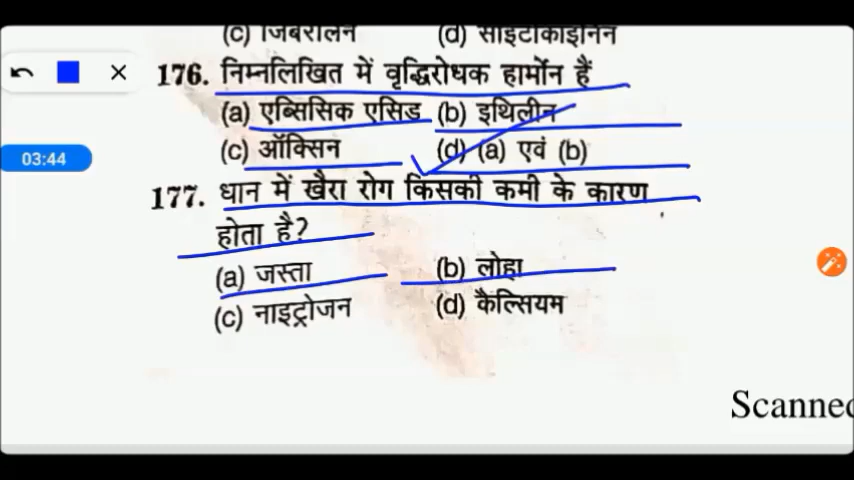 (c) जिबरेलिन (d) साइटोकाइनिन
176. निम्नलिखित में वृद्धिरोधक हार्मोन हैं
(a) एब्सिसिक एसिड (b) इथिलीन
(c) ऑक्सिन (d) (a) एवं (b)
03:44
177. धान में खैरा रोग किसकी कमी के कारण
होता है?
(a) जस्ता (b) लोहा
(c) नाइट्रोजन (d) कैल्सियम
Scanned